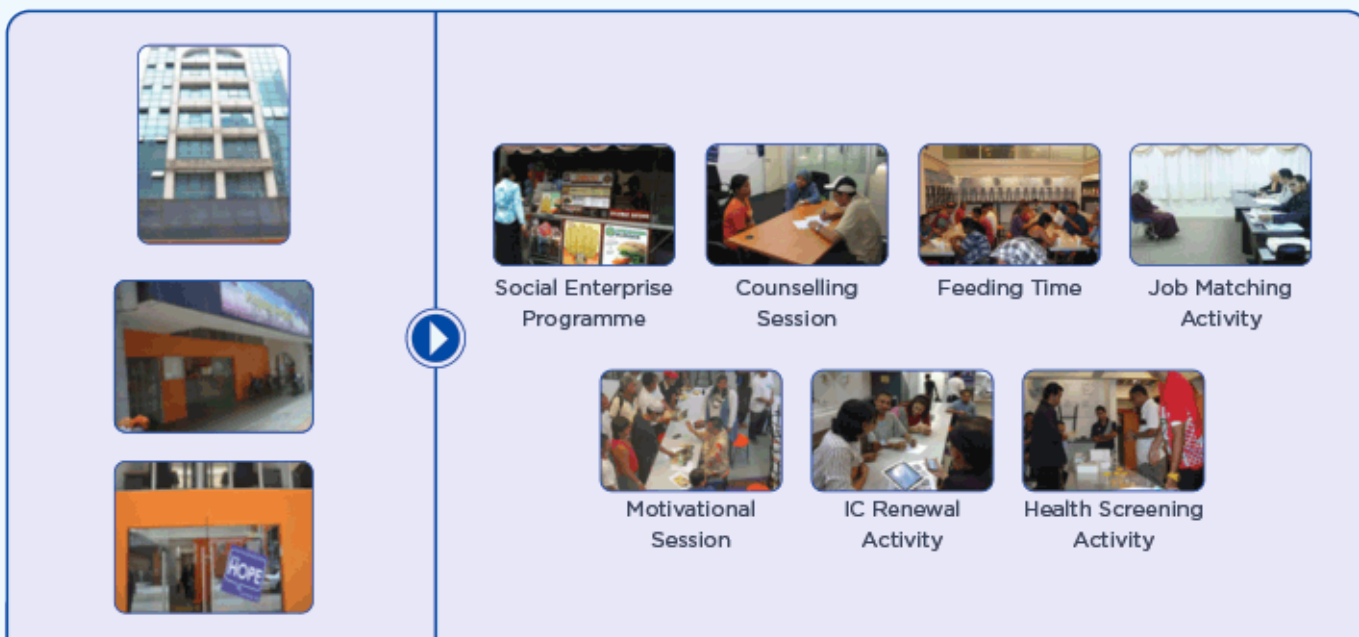 Social Enterprise
Programme
Counselling
Session
Feeding Time
Job Matching
Activity
Motivational
Session
IC Renewal
Activity
Health Screening
Activity
HOPE